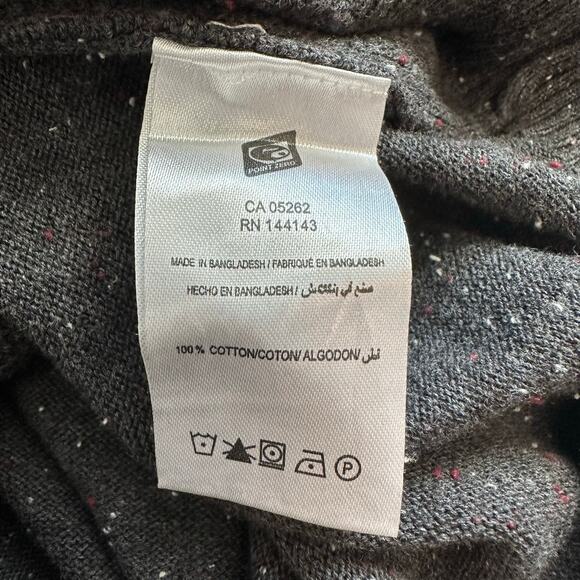 POINT ZERO
CA 05262
RN 144143
MADE IN BANGLADESH / FABRIQUÉ EN BANGLADESH
HECHO EN BANGLADESH / صنع في
100% COTTON/COTON/ALGODON/ قطن
P